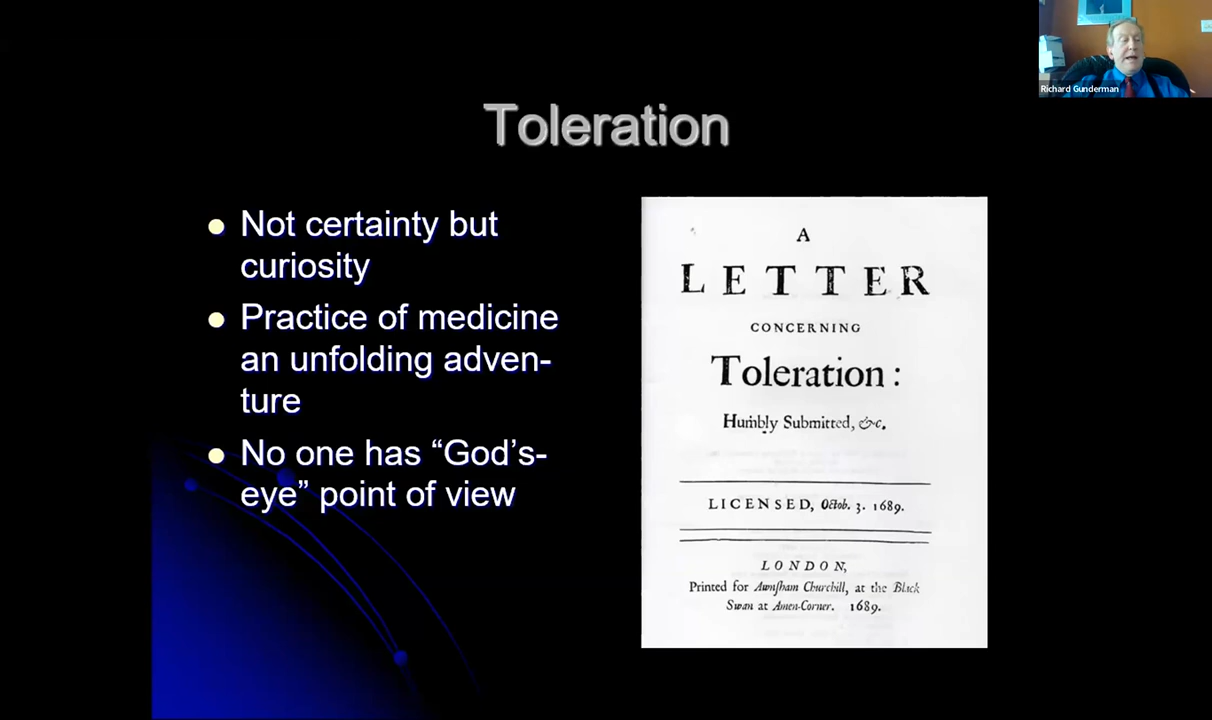 Richard Gunderman
Toleration
Not certainty but
curiosity
Practice of medicine
an unfolding adven-
ture
No one has “God’s-
eye” point of view
A
LETTER
CONCERNING
Toleration :
Humbly Submitted, &c.
LICENSED, Octob. 3. 1689.
LONDON,
Printed for Awnſham Churchill, at the Black
Swan at Amen-Corner. 1689.